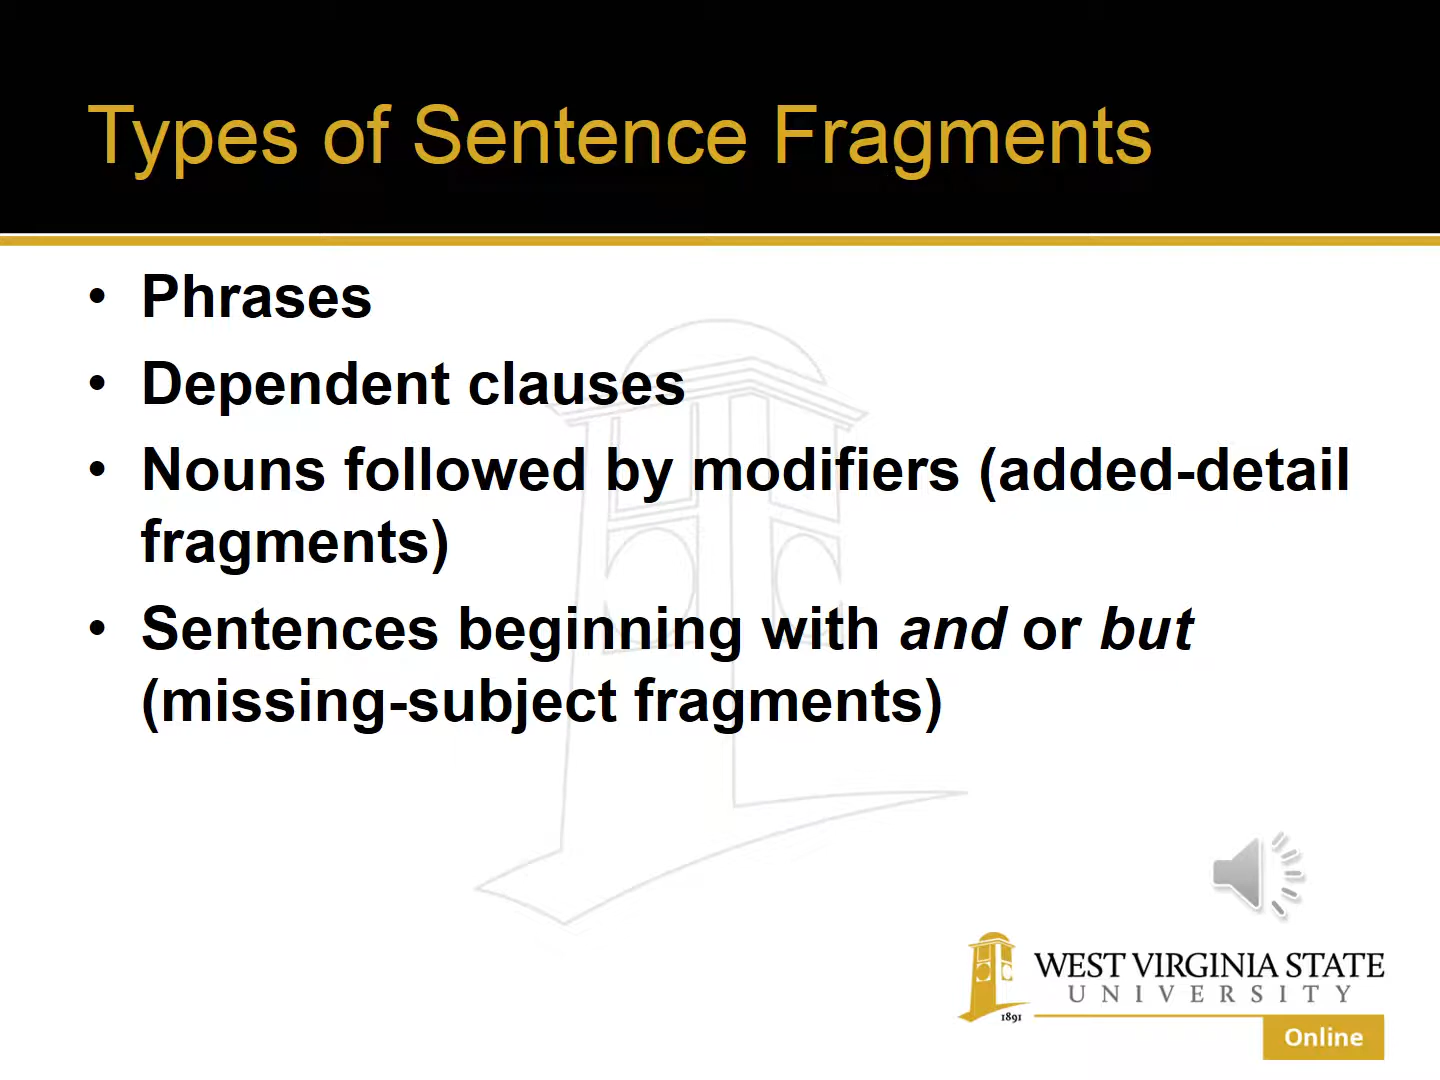 Types of Sentence Fragments
• Phrases
• Dependent clauses
• Nouns followed by modifiers (added-detail
fragments)
• Sentences beginning with and or but
(missing-subject fragments)
WEST VIRGINIA STATE
UNIVERSITY
1891
Online